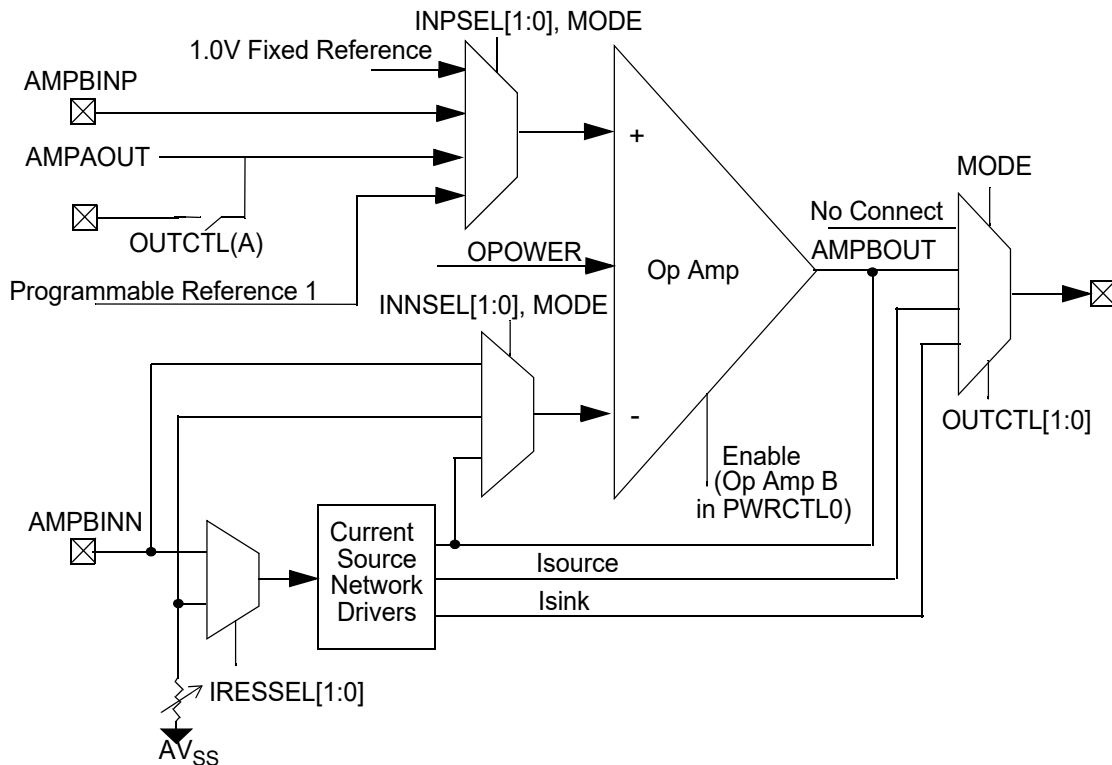 INPSEL[1:0], MODE
1.0V Fixed Reference
AMPBINP
+
AMPAOUT
MODE
No Connect
OUTCTL(A)
OPOWER
AMPBOUT
Op Amp
Programmable Reference 1
INNSEL[1:0], MODE
-
OUTCTL[1:0]
Enable
(Op Amp B
in PWRCTL0)
AMPBINN
Current
Source
Network
Drivers
Isource
Isink
IRESSEL[1:0]
AVSS